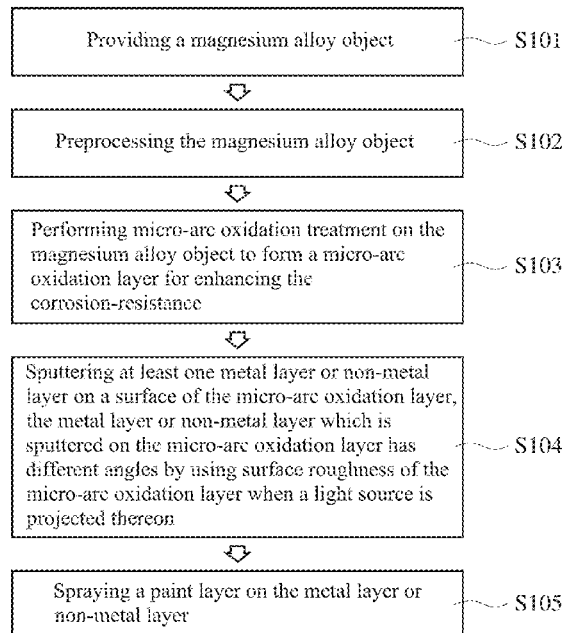 Providing a magnesium alloy object
S101
Preprocessing the magnesium alloy object
S102
Performing micro-arc oxidation treatment on the
magnesium alloy object to form a micro-arc
oxidation layer for enhancing the
corrosion-resistance
S103
Sputtering at least one metal layer or non-metal
layer on a surface of the micro-arc oxidation layer,
the metal layer or non-metal layer which is
sputtered on the micro-arc oxidation layer has
different angles by using surface roughness of the
micro-arc oxidation layer when a light source is
projected thereon
S104
Spraying a paint layer on the metal layer or
non-metal layer
S105